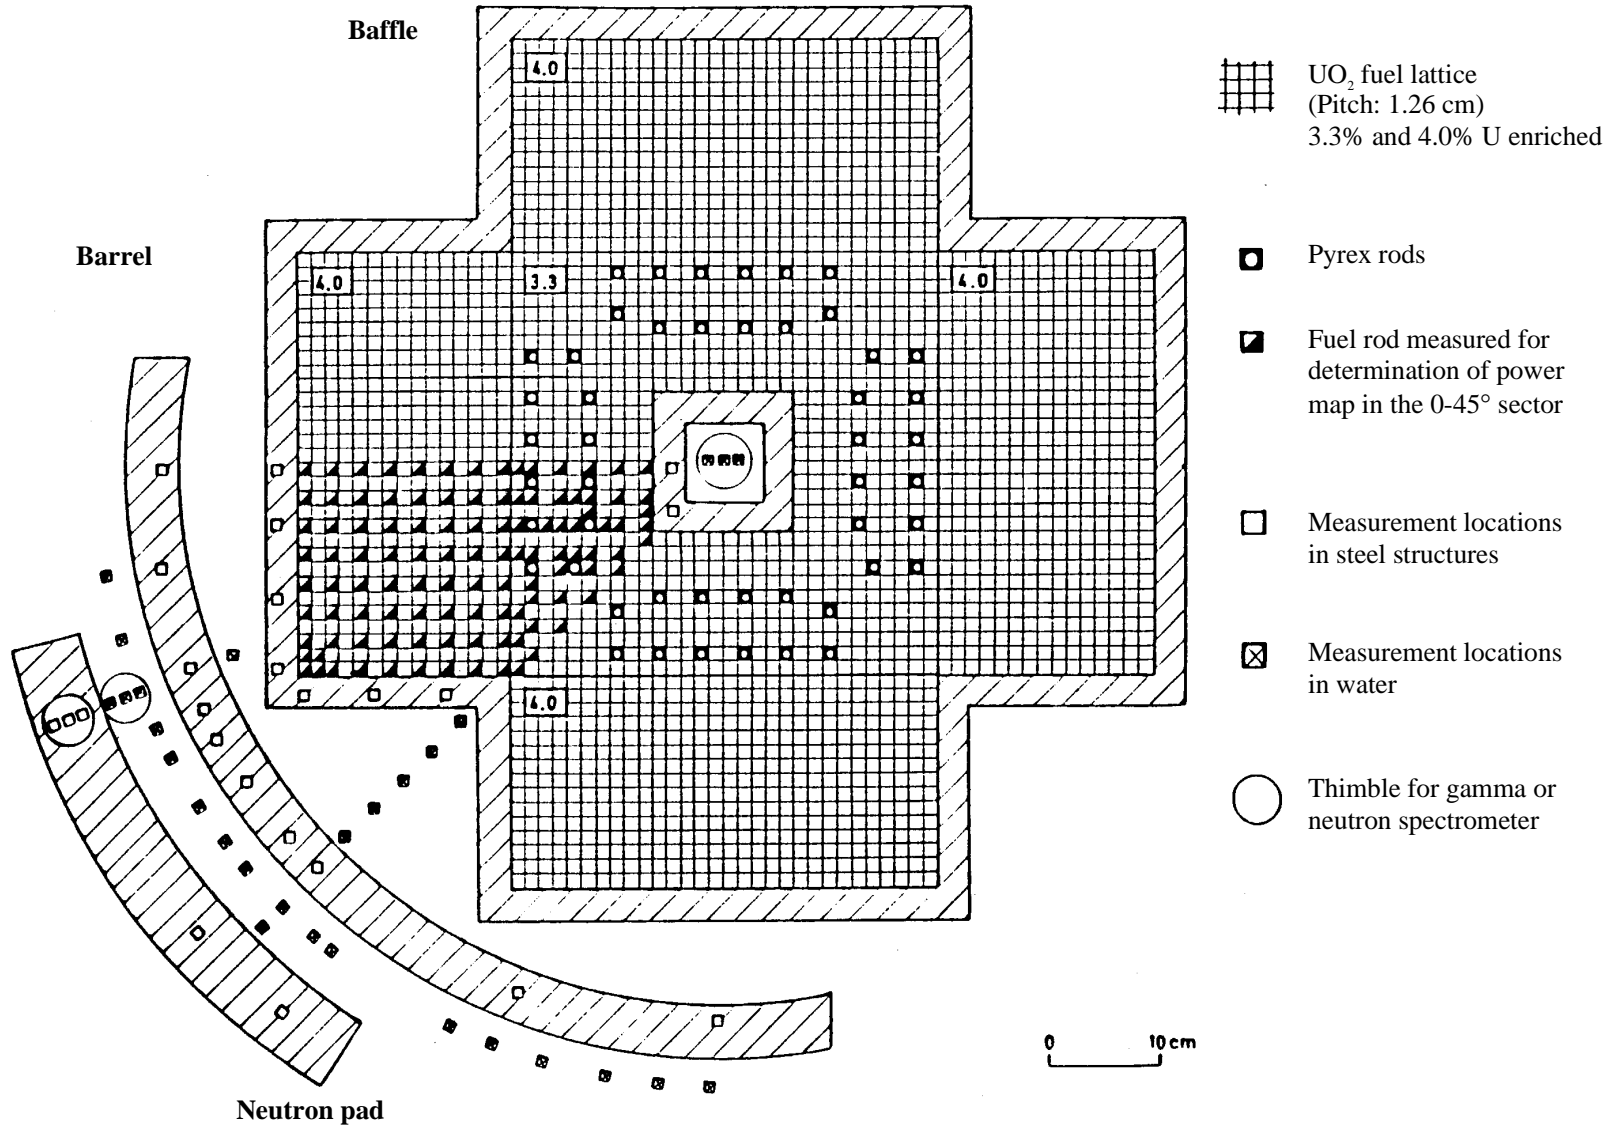 Baffle
4.0
UO₂ fuel lattice
(Pitch: 1.26 cm)
3.3% and 4.0% U enriched
Barrel
4.0
3.3
4.0
Pyrex rods
Fuel rod measured for
determination of power
map in the 0-45° sector
Measurement locations
in steel structures
Measurement locations
in water
4.0
Thimble for gamma or
neutron spectrometer
0 10 cm
Neutron pad